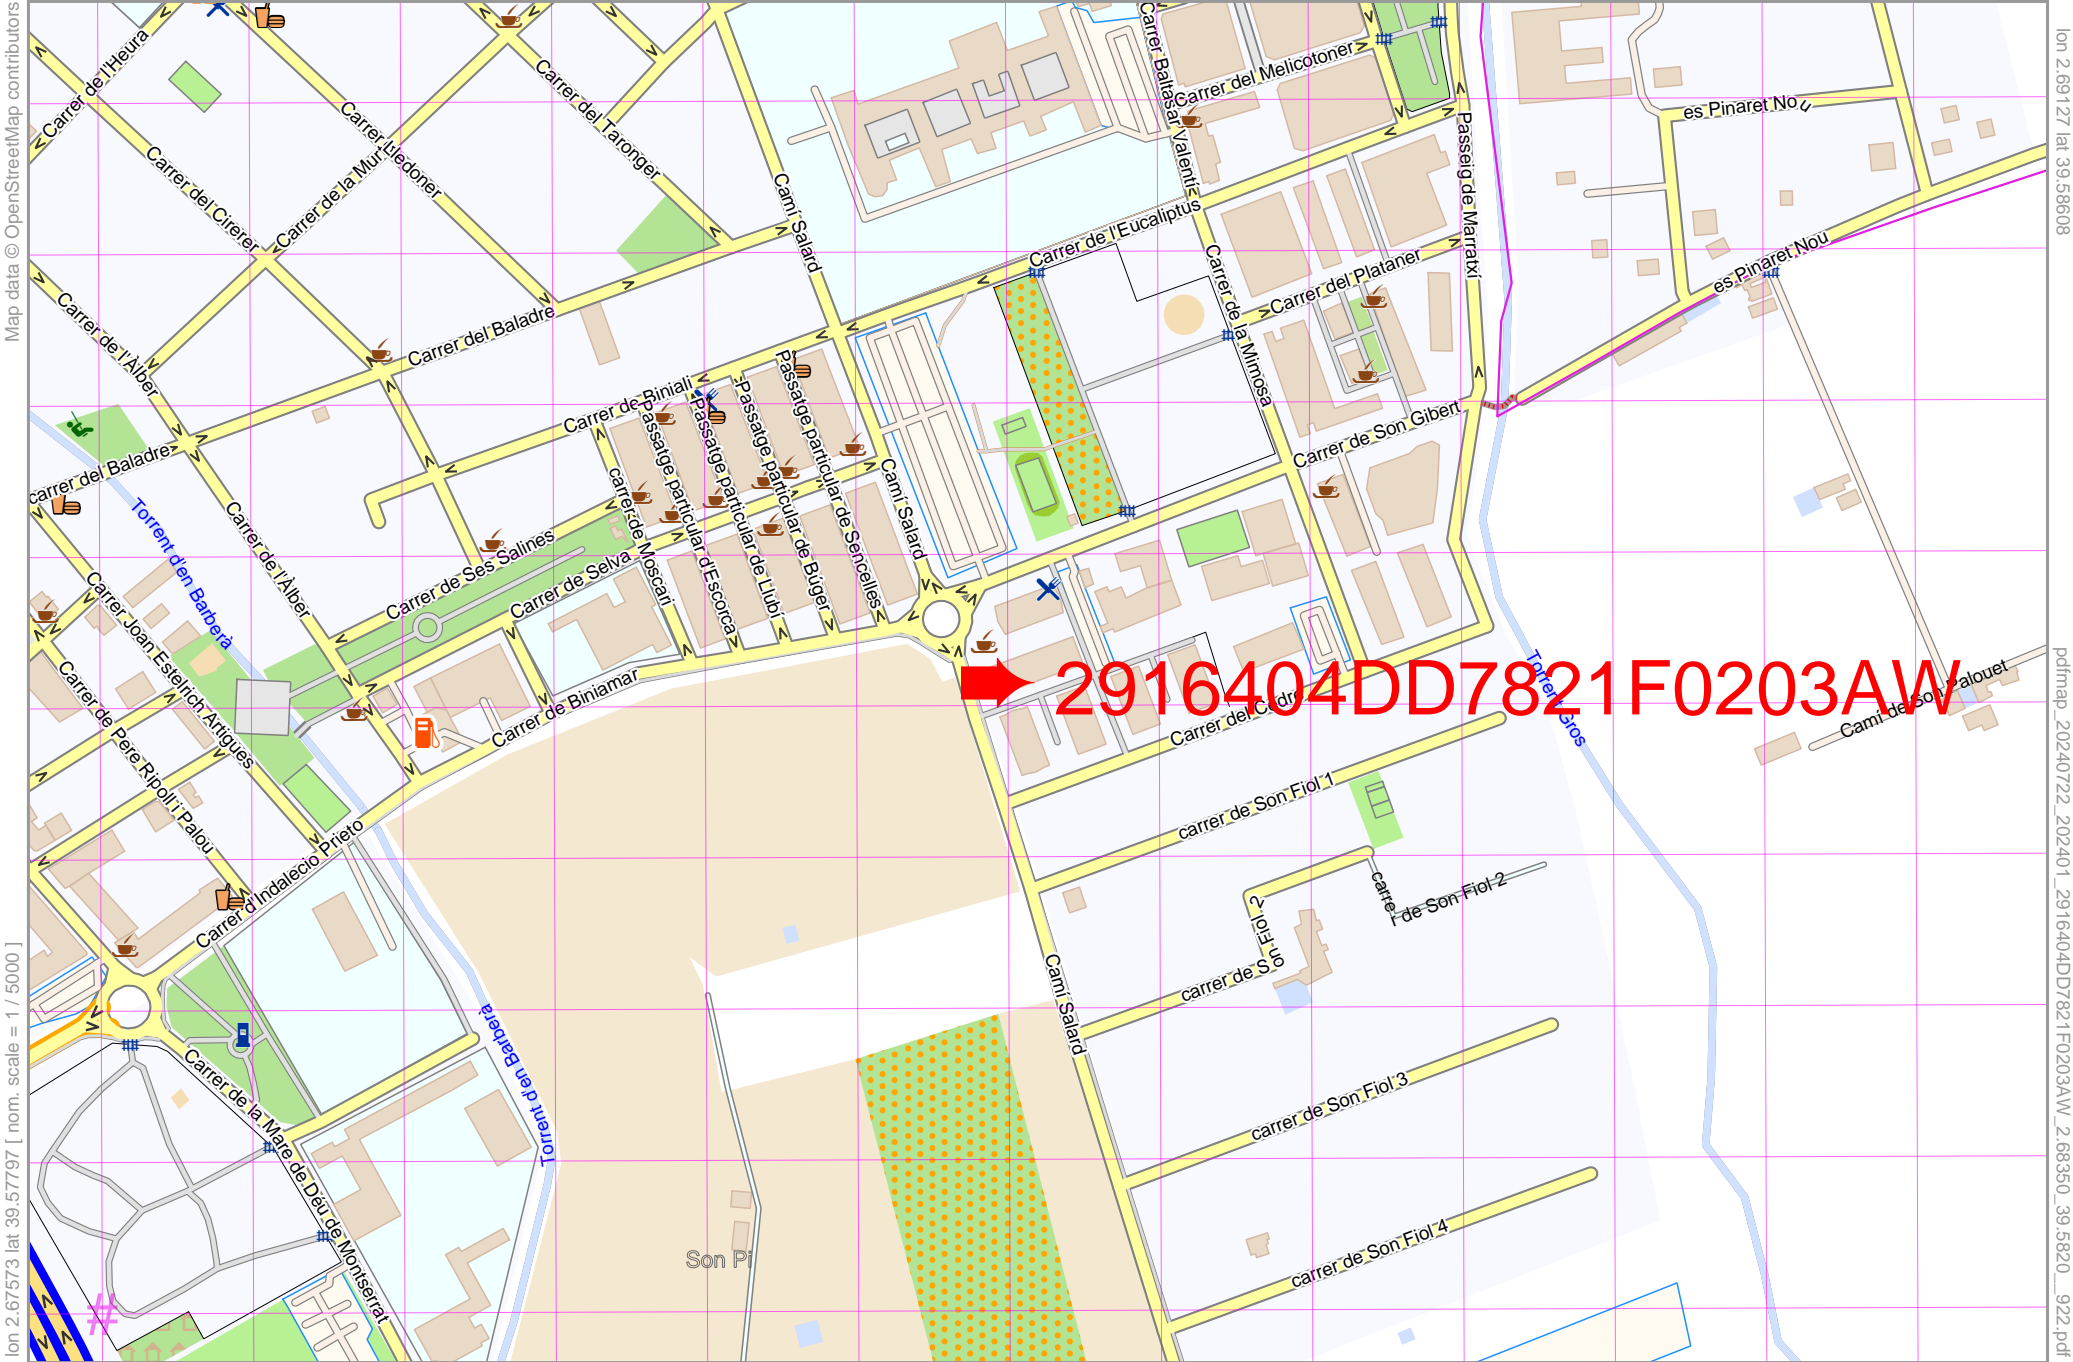 Map data © OpenStreetMap contributors
lon 2.67573 lat 39.57797 [ nom. scale = 1 / 5000 ]
lon 2.69127 lat 39.58608
pdfmap_20240722_202401_2916404DD7821F0203AW_2.68350_39.5820__922.pdf
Carrer de l'Heura
Carrer del Taronger
Carrer Lledoner
Carrer de la Mur
Carrer del Cirerer
Camí Salard
Carrer Baltasar Valentí
Carrer del Melicotoner
Passeig de Marratxí
es Pinaret Nou
Carrer de l'Eucaliptus
Carrer del Plataner
es Pinaret Nou
Carrer de la Mimosa
Carrer de l'Àlber
Carrer del Baladre
Carrer de Biniali
Passatge particular d'Escorca
Passatge particular de Llubí
Passatge particular de Búger
Passatge particular de Sencelles
carrer de Moscari
Camí Salard
Carrer de Son Gibert
carrer del Baladre
Torrent d'en Barberà
Carrer de l'Àlber
Carrer de Ses Salines
Carrer de Selva
Carrer Joan Estelrich Artigues
Carrer de Pere Ripoll i Palou
Carrer de Biniamar
2916404DD7821F0203AW
Carrer del Cedre
Torrent Gros
Camí de Son Palouet
carrer de Son Fiol 1
carrer de Son Fiol 2
carrer de Son Fiol 2
Carrer d'Indalecio Prieto
Camí Salard
Torrent d'en Barberà
Carrer de la Mare de Déu de Montserrat
carrer de Son Fiol 3
carrer de Son Fiol 4
Son Pi
#